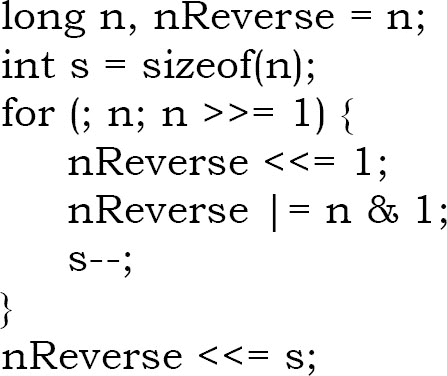 long n, nReverse = n;
int s = sizeof(n);
for (; n; n >>= 1) {
nReverse <<= 1;
nReverse |= n & 1;
s--;
}
nReverse <<= s;